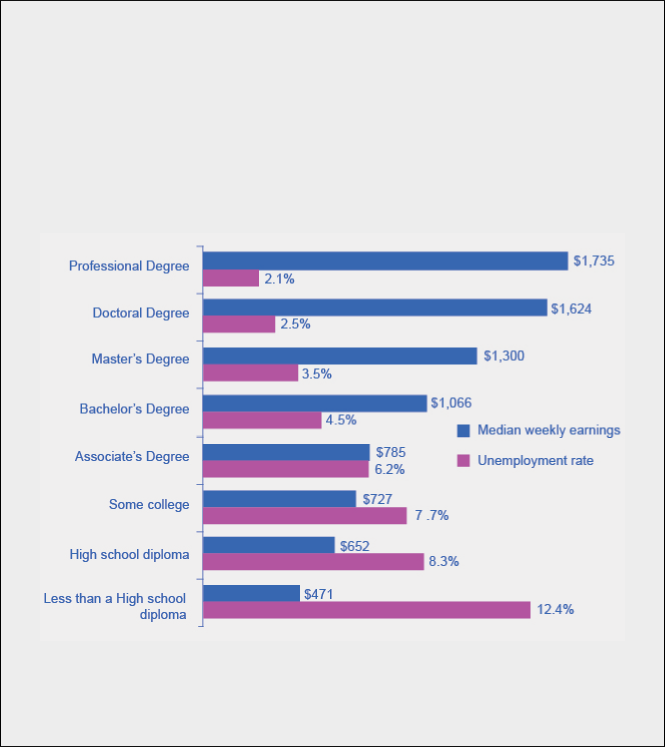 Professional Degree
$1,735
2.1%
Doctoral Degree
$1,624
2.5%
Master's Degree
$1,300
3.5%
Bachelor's Degree
$1,066
4.5%
Median weekly earnings
Associate's Degree
$785
6.2%
Unemployment rate
Some college
$727
7 .7%
High school diploma
$652
8.3%
Less than a High school
diploma
$471
12.4%